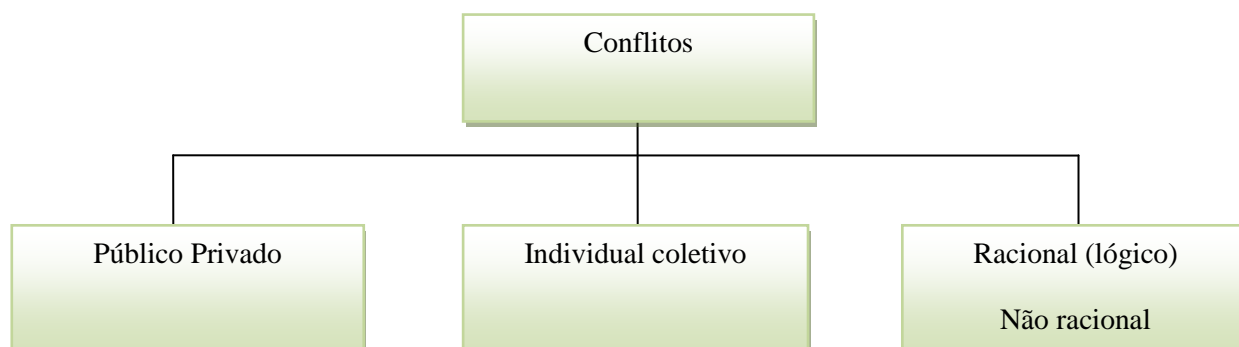 Conflitos
Público Privado
Individual coletivo
Racional (lógico)
Não racional